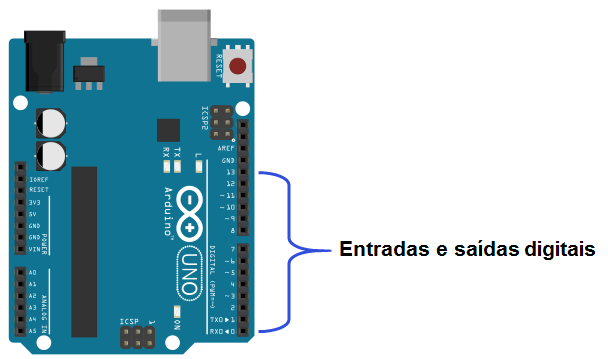 RESET
ICSP2
AREF
GND
13
12
~11
~10
~9
8
7
~6
~5
4
~3
2
TX0▶1
RX0◀0
DIGITAL (PWM=~)
L
TX
RX
Arduino™
UNO
ON
ICSP
1
IOREF
RESET
3V3
5V
GND
GND
VIN
POWER
A0
A1
A2
A3
A4
A5
ANALOG IN
Entradas e saídas digitais